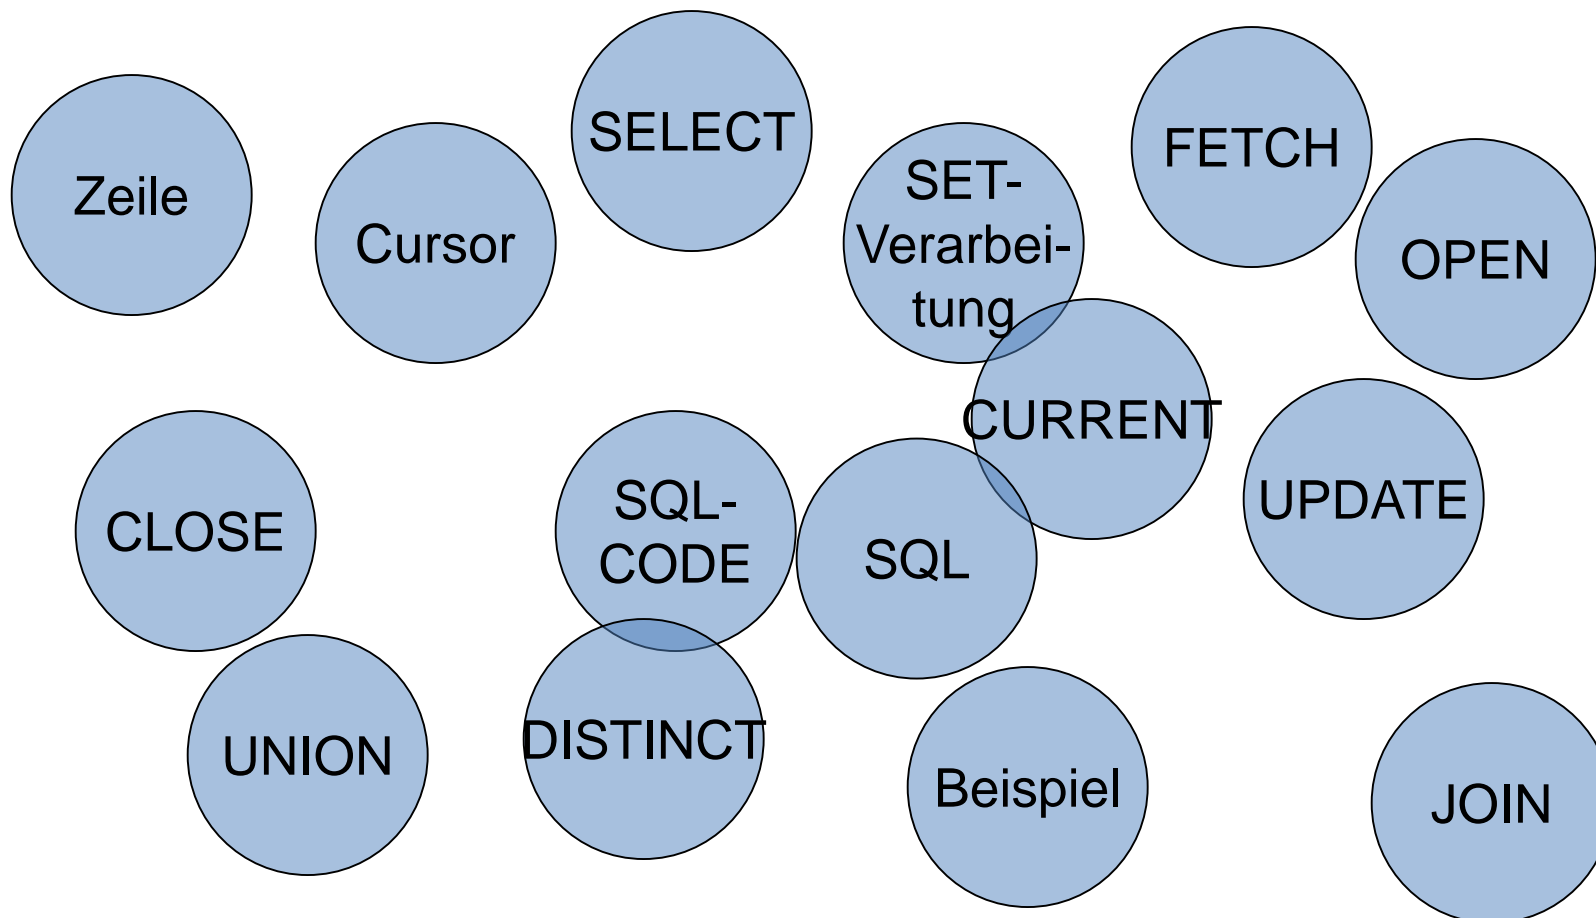 SELECT
FETCH
Zeile
Cursor
SET-
Verarbei-
tung
OPEN
CURRENT
CLOSE
SQL-
CODE
SQL
UPDATE
UNION
DISTINCT
Beispiel
JOIN